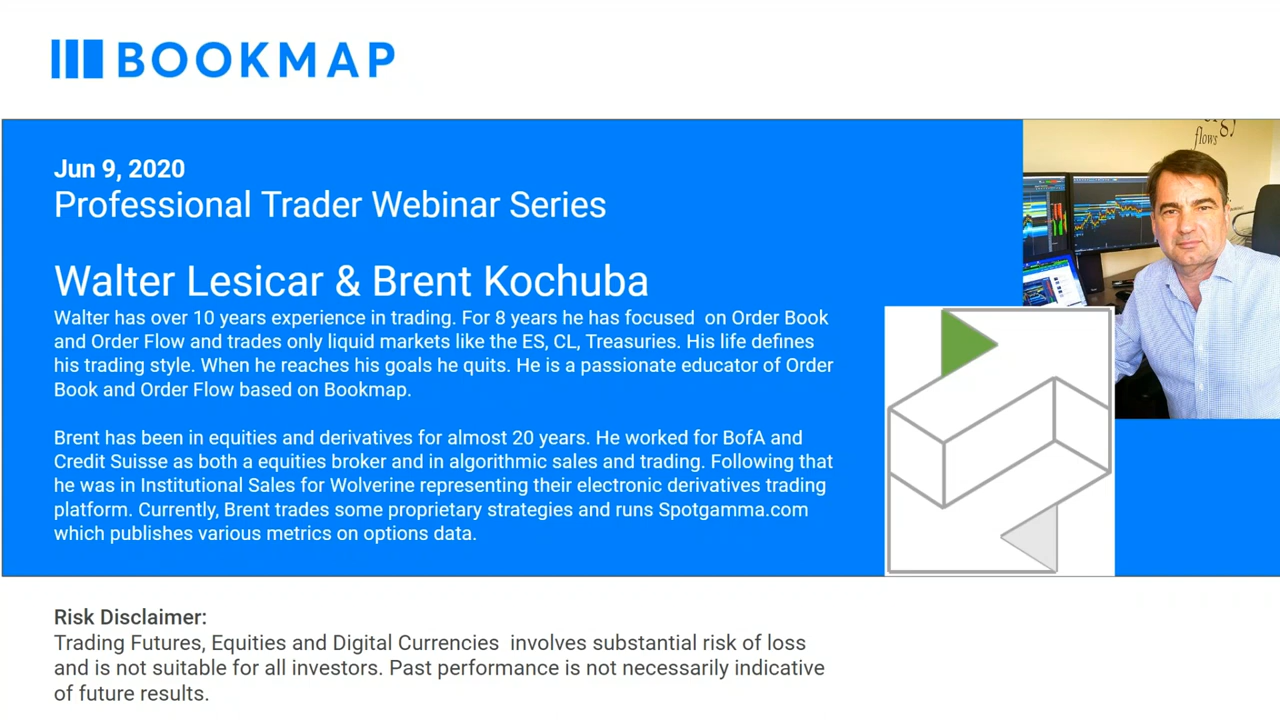 BOOKMAP
Jun 9, 2020
Professional Trader Webinar Series
Walter Lesicar & Brent Kochuba
Walter has over 10 years experience in trading. For 8 years he has focused  on Order Book
and Order Flow and trades only liquid markets like the ES, CL, Treasuries. His life defines
his trading style. When he reaches his goals he quits. He is a passionate educator of Order
Book and Order Flow based on Bookmap.
Brent has been in equities and derivatives for almost 20 years. He worked for BofA and
Credit Suisse as both a equities broker and in algorithmic sales and trading. Following that
he was in Institutional Sales for Wolverine representing their electronic derivatives trading
platform. Currently, Brent trades some proprietary strategies and runs Spotgamma.com
which publishes various metrics on options data.
flows
Risk Disclaimer:
Trading Futures, Equities and Digital Currencies  involves substantial risk of loss
and is not suitable for all investors. Past performance is not necessarily indicative
of future results.